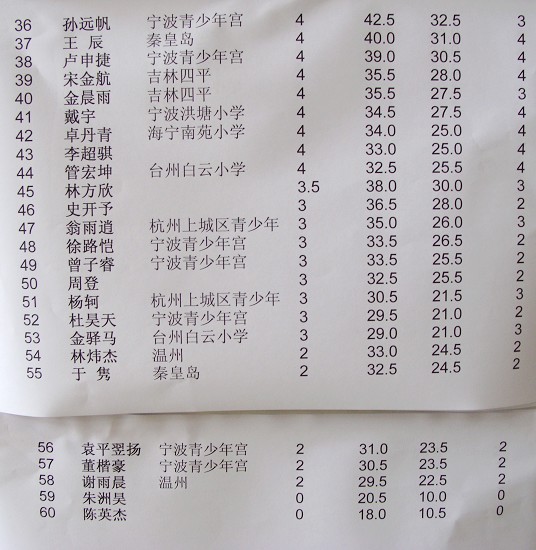 36 孙远帆 宁波青少年宫 4 42.5 32.5 3
37 王 辰 秦皇岛 4 40.0 31.0 4
38 卢申捷 宁波青少年宫 4 39.0 30.5 4
39 宋金航 吉林四平 4 35.5 28.0 4
40 金晨雨 吉林四平 4 35.5 27.5 3
41 戴宇 宁波洪塘小学 4 34.5 27.5 4
42 卓丹青 海宁南苑小学 4 34.0 25.0 4
43 李超骐 4 33.0 25.0 4
44 管宏坤 台州白云小学 4 32.5 25.5 4
45 林方欣 3.5 38.0 30.0 3
46 史开予 3 36.5 28.0 2
47 翁雨逍 杭州上城区青少年 3 35.0 26.0 3
48 徐路恺 宁波青少年宫 3 33.5 26.5 2
49 曾子睿 宁波青少年宫 3 33.5 25.5 2
50 周登 3 32.5 25.5 2
51 杨轲 杭州上城区青少年 3 30.5 21.5 3
52 杜昊天 宁波青少年宫 3 29.5 21.0 2
53 金驿马 台州白云小学 3 29.0 21.0 3
54 林炜杰 温州 2 33.0 24.5 2
55 于 隽 秦皇岛 2 32.5 24.5 2
56 袁平翌扬 宁波青少年宫 2 31.0 23.5 2
57 董楷豪 宁波青少年宫 2 30.5 23.5 2
58 谢雨晨 温州 2 29.5 22.5 2
59 朱洲昊 0 20.5 10.0 0
60 陈英杰 0 18.0 10.5 0